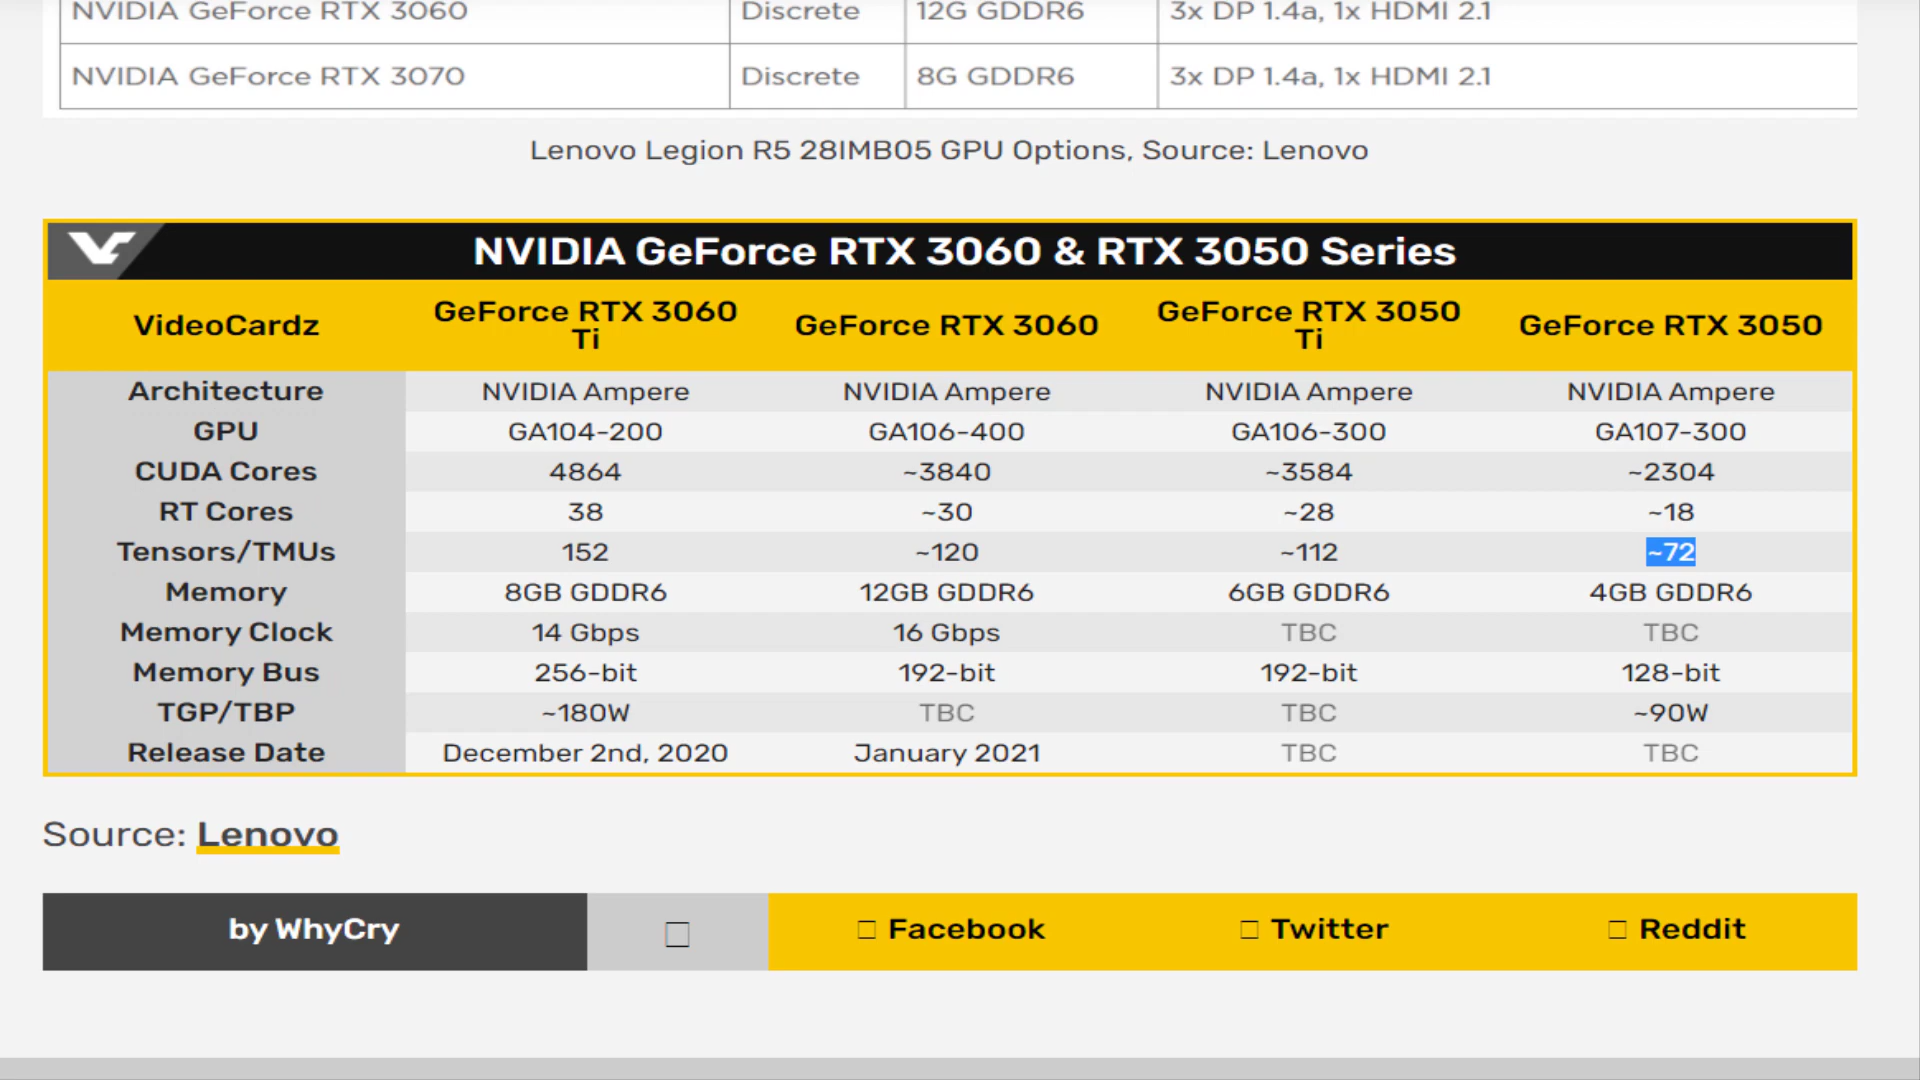 NVIDIA GeForce RTX 3060 Discrete 12G GDDR6 3x DP 1.4a, 1x HDMI 2.1
NVIDIA GeForce RTX 3070 Discrete 8G GDDR6 3x DP 1.4a, 1x HDMI 2.1
Lenovo Legion R5 28IMB05 GPU Options, Source: Lenovo
NVIDIA GeForce RTX 3060 & RTX 3050 Series
VideoCardz GeForce RTX 3060 Ti GeForce RTX 3060 GeForce RTX 3050 Ti GeForce RTX 3050
Architecture NVIDIA Ampere NVIDIA Ampere NVIDIA Ampere NVIDIA Ampere
GPU GA104-200 GA106-400 GA106-300 GA107-300
CUDA Cores 4864 ~3840 ~3584 ~2304
RT Cores 38 ~30 ~28 ~18
Tensors/TMUs 152 ~120 ~112 ~72
Memory 8GB GDDR6 12GB GDDR6 6GB GDDR6 4GB GDDR6
Memory Clock 14 Gbps 16 Gbps TBC TBC
Memory Bus 256-bit 192-bit 192-bit 128-bit
TGP/TBP ~180W TBC TBC ~90W
Release Date December 2nd, 2020 January 2021 TBC TBC
Source: Lenovo
by WhyCry Facebook Twitter Reddit